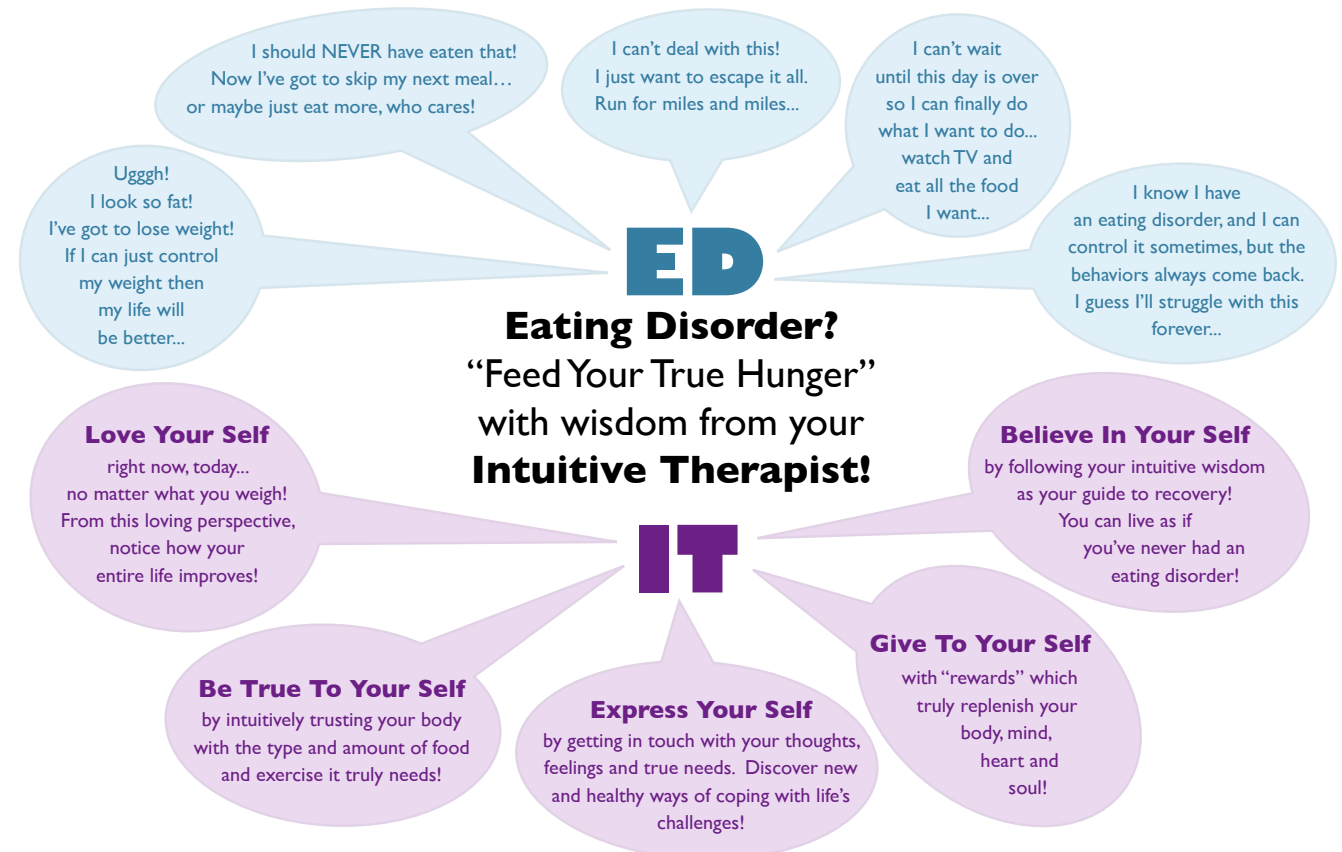 I should NEVER have eaten that!
Now I've got to skip my next meal…
or maybe just eat more, who cares!
I can't deal with this!
I just want to escape it all.
Run for miles and miles...
I can't wait
until this day is over
so I can finally do
what I want to do...
watch TV and
eat all the food
I want...
Ugggh!
I look so fat!
I've got to lose weight!
If I can just control
my weight then
my life will
be better...
I know I have
an eating disorder, and I can
control it sometimes, but the
behaviors always come back.
I guess I'll struggle with this
forever...
ED
Eating Disorder?
“Feed Your True Hunger”
with wisdom from your
Intuitive Therapist!
IT
Love Your Self
right now, today...
no matter what you weigh!
From this loving perspective,
notice how your
entire life improves!
Believe In Your Self
by following your intuitive wisdom
as your guide to recovery!
You can live as if
you've never had an
eating disorder!
Be True To Your Self
by intuitively trusting your body
with the type and amount of food
and exercise it truly needs!
Express Your Self
by getting in touch with your thoughts,
feelings and true needs. Discover new
and healthy ways of coping with life's
challenges!
Give To Your Self
with “rewards” which
truly replenish your
body, mind,
heart and
soul!